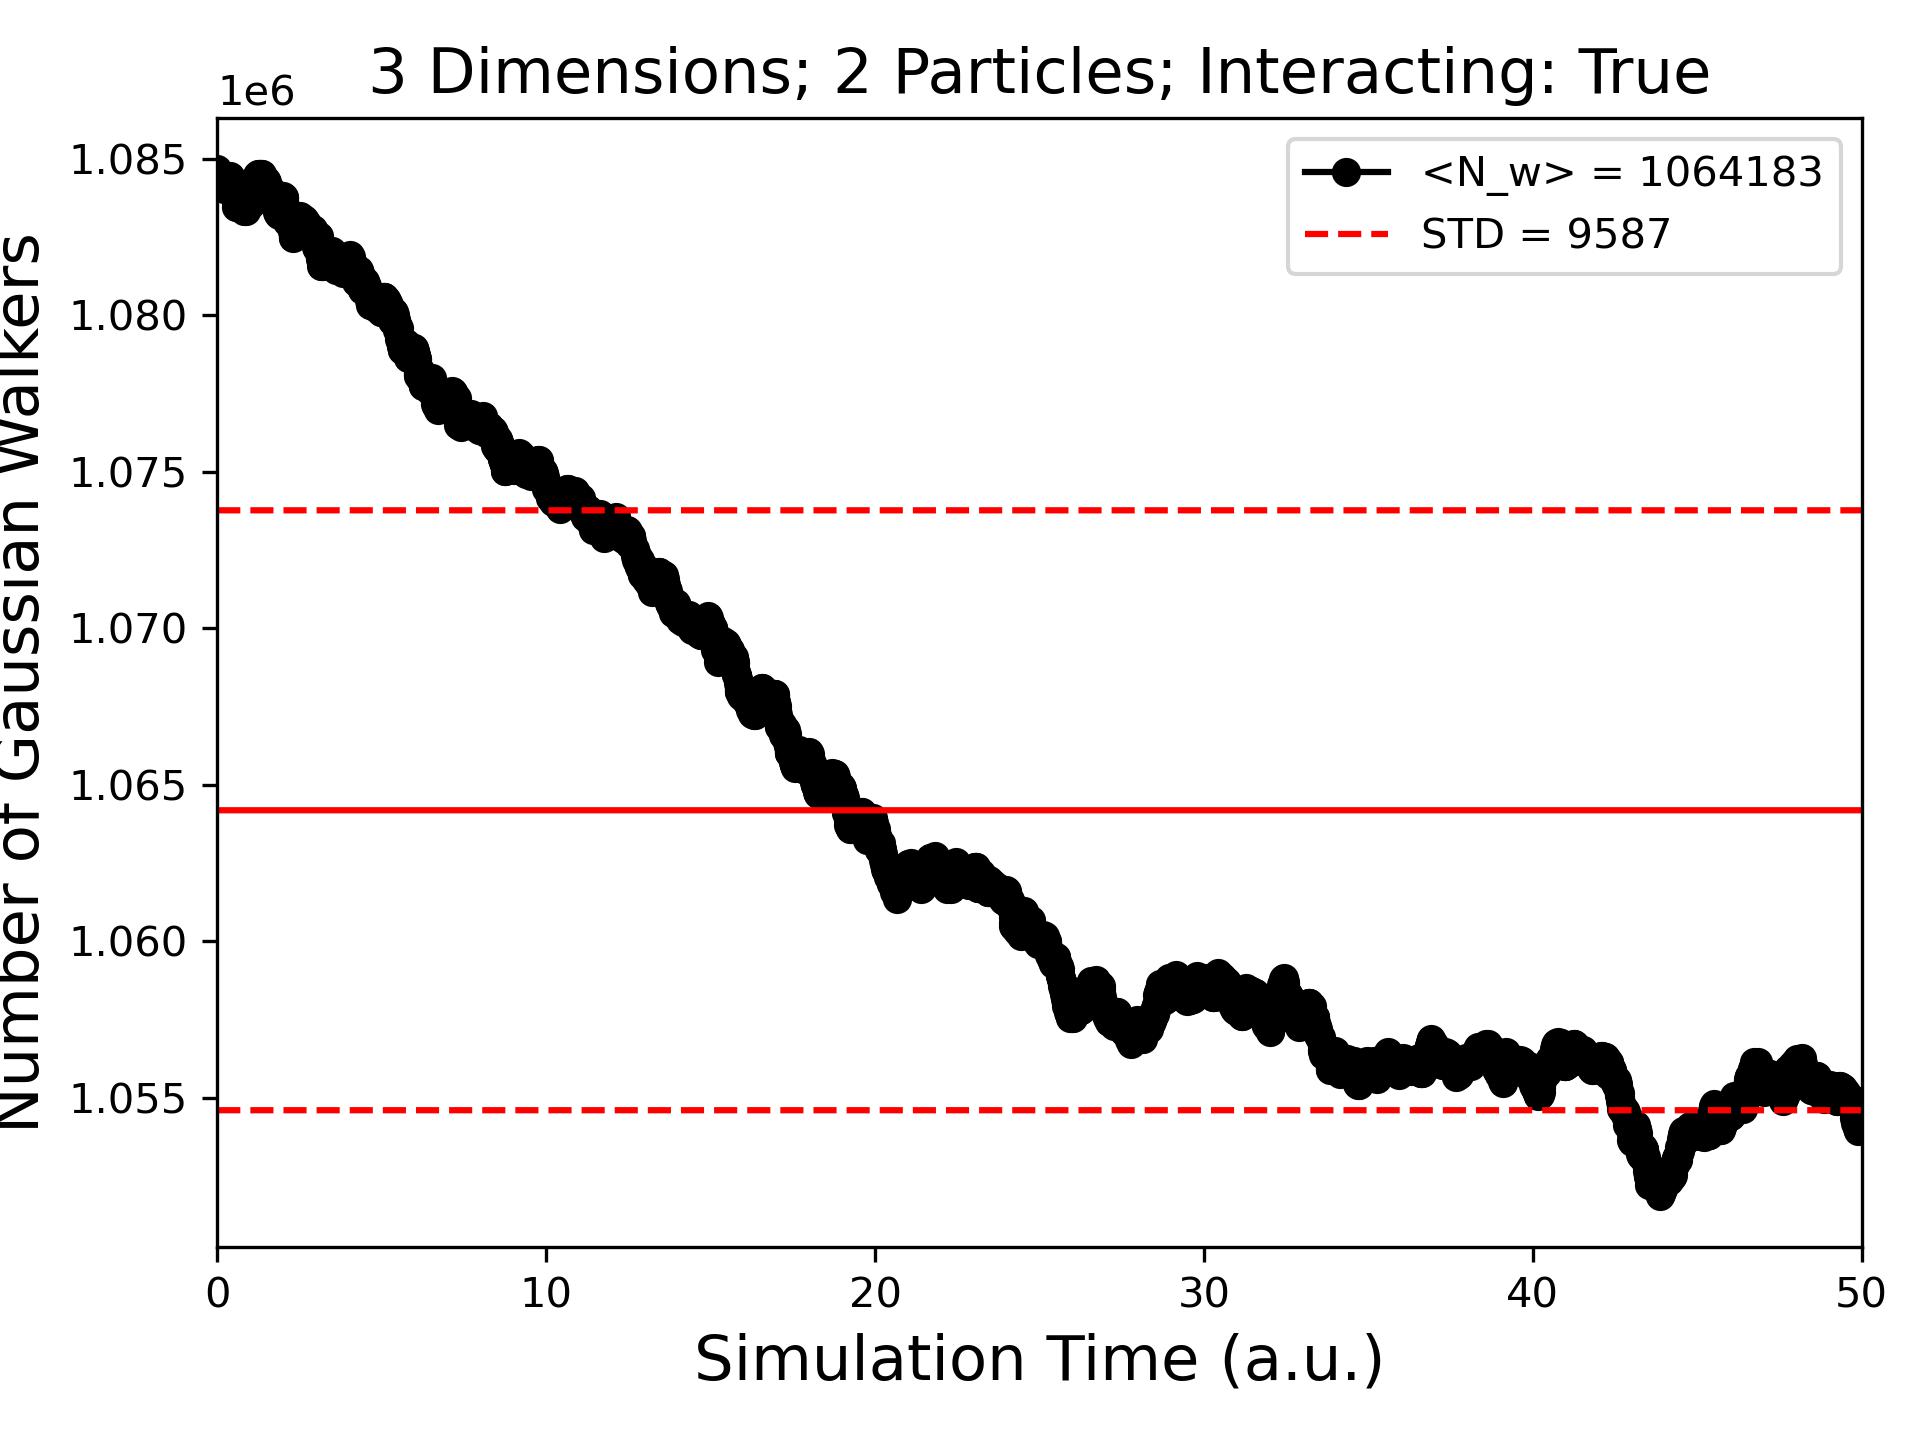 3 Dimensions; 2 Particles; Interacting: True
1e6
<N_w> = 1064183
STD = 9587
Number of Gaussian Walkers
1.085
1.080
1.075
1.070
1.065
1.060
1.055
0 10 20 30 40 50
Simulation Time (a.u.)